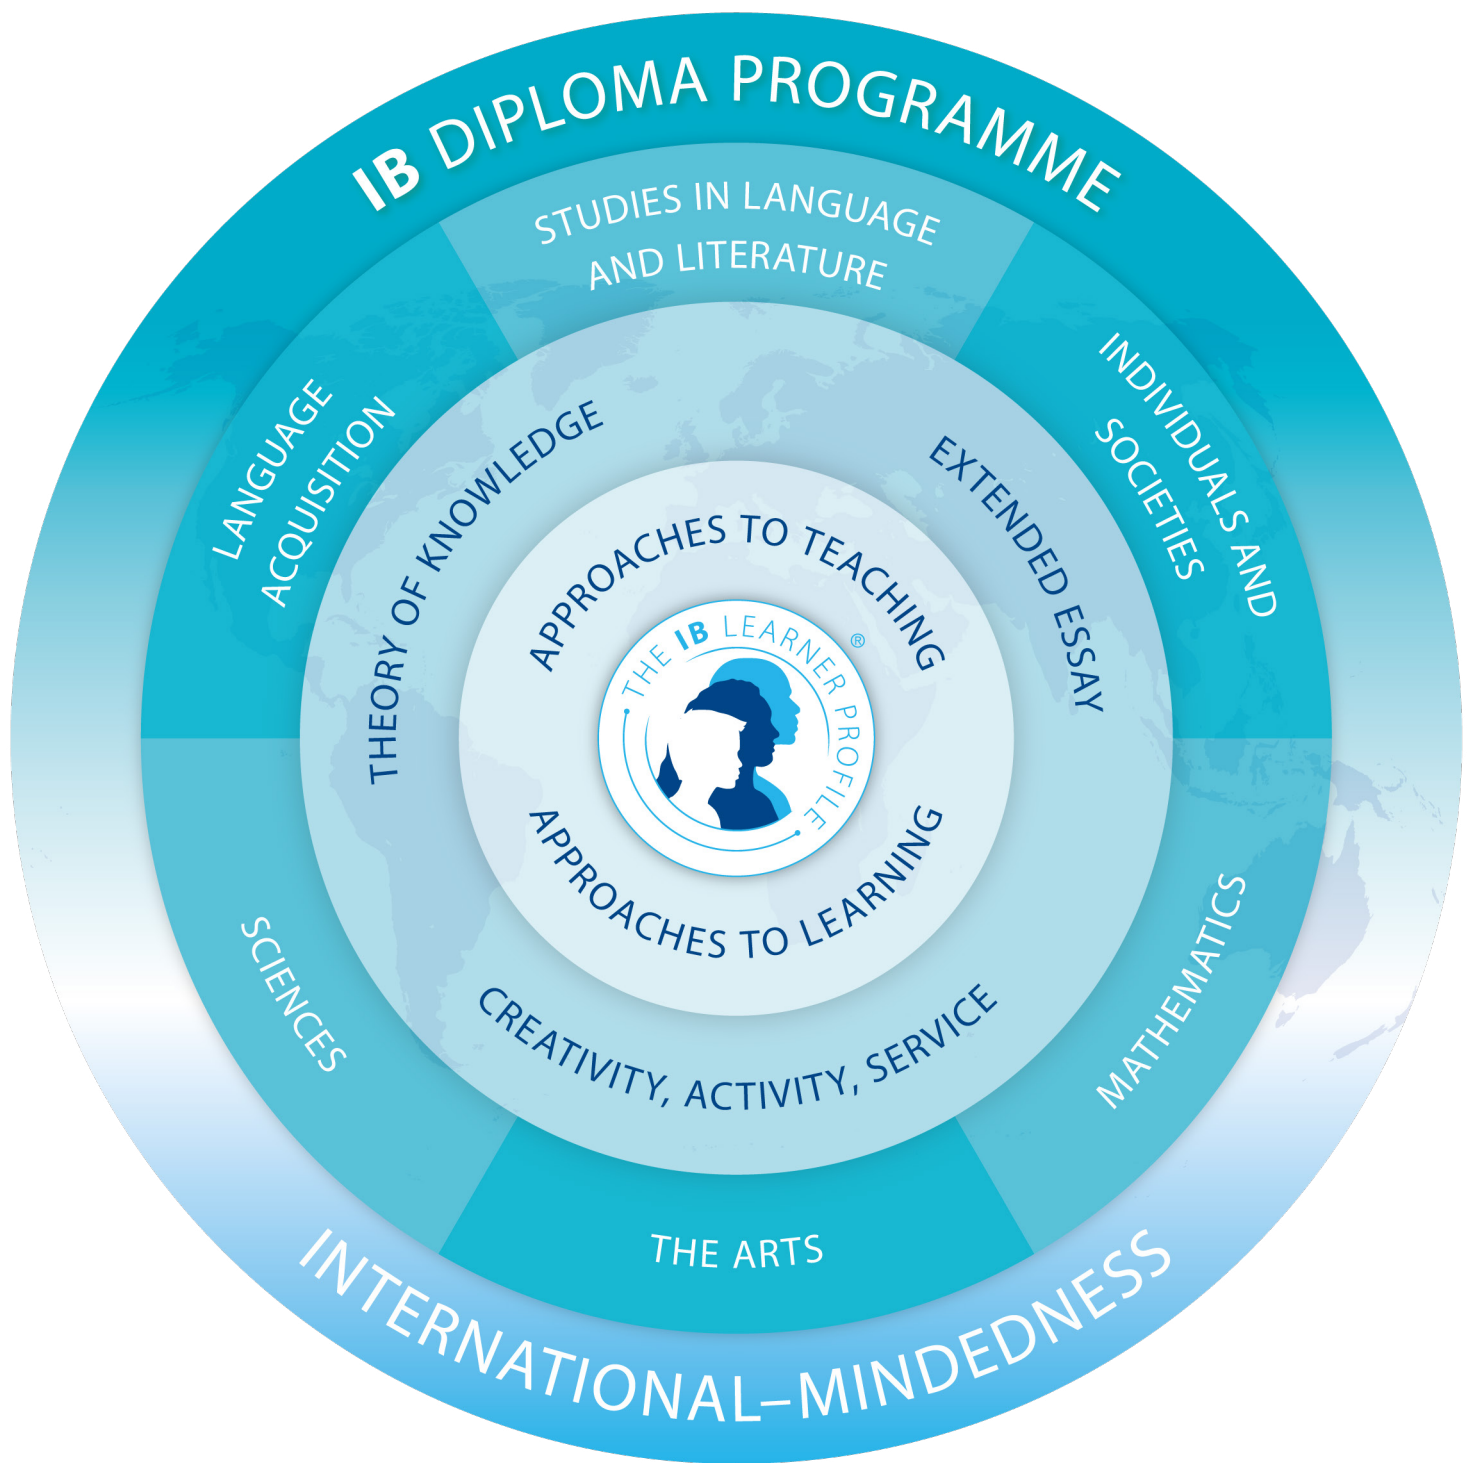 IB DIPLOMA PROGRAMME
STUDIES IN LANGUAGE
AND LITERATURE
LANGUAGE
ACQUISITION
INDIVIDUALS AND
SOCIETIES
THEORY OF KNOWLEDGE
EXTENDED ESSAY
APPROACHES TO TEACHING
THE IB LEARNER PROFILE
®
APPROACHES TO LEARNING
CREATIVITY, ACTIVITY, SERVICE
SCIENCES
MATHEMATICS
THE ARTS
INTERNATIONAL–MINDEDNESS